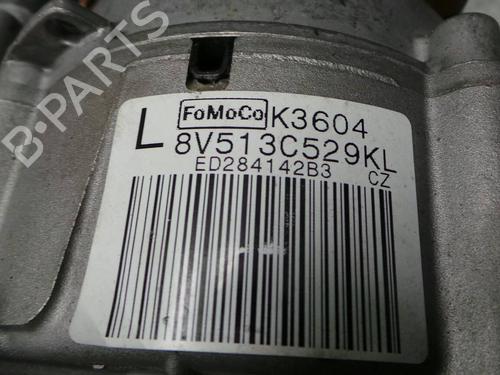 B-PARTS
FoMoCo K3604
L 8V513C529KL
ED284142B3 CZ